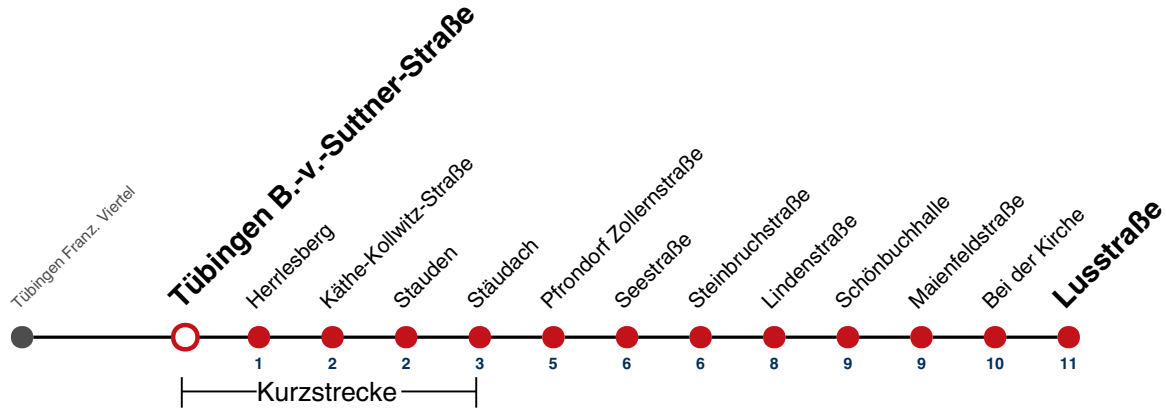 Tübingen Franz. Viertel
Tübingen B.-v.-Suttner-Straße
Herrlesberg
Käthe-Kollwitz-Straße
Stauden
Stäudach
Pfrondorf Zollernstraße
Seestraße
Steinbruchstraße
Lindenstraße
Schönbuchhalle
Maienfeldstraße
Bei der Kirche
Lusstraße
1 2 2 3 5 6 6 8 9 9 10 11
Kurzstrecke